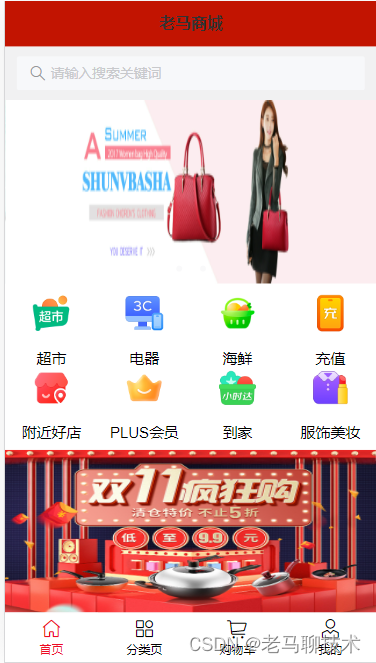 老马商城
请输入搜索关键词
A SUMMER
2017 Women bag High Quality
SHUNVBASHA
FASHION CHOREN'S CLOTHING
YOU DESERVE IT >>>
超市 3C 充
超市 电器 海鲜 充值
小时达
附近好店 PLUS会员 到家 服饰美妆
双11疯狂购
清仓特价 不止5折
低 至 9.9 元
首页 分类页 购物车 我的
CSDN @老马聊技术